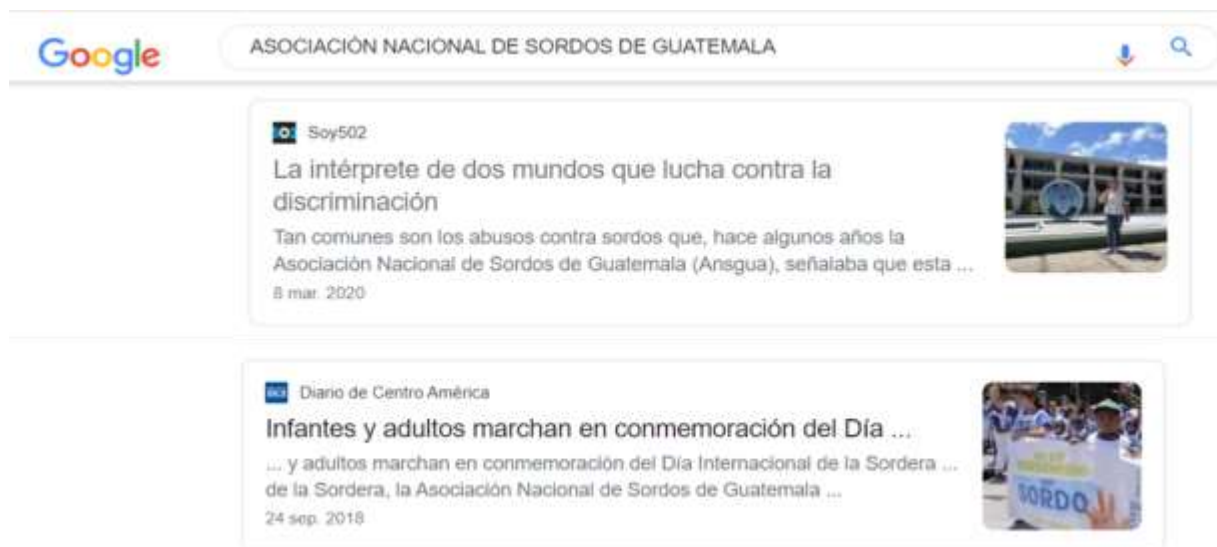 Google
ASOCIACIÓN NACIONAL DE SORDOS DE GUATEMALA
Soy502
La intérprete de dos mundos que lucha contra la
discriminación
Tan comunes son los abusos contra sordos que, hace algunos años la
Asociación Nacional de Sordos de Guatemala (Ansgua), señalaba que esta ...
8 mar. 2020
Diario de Centro América
Infantes y adultos marchan en conmemoración del Día ...
... y adultos marchan en conmemoración del Día Internacional de la Sordera ...
de la Sordera, la Asociación Nacional de Sordos de Guatemala ...
24 sep. 2018
SORDO